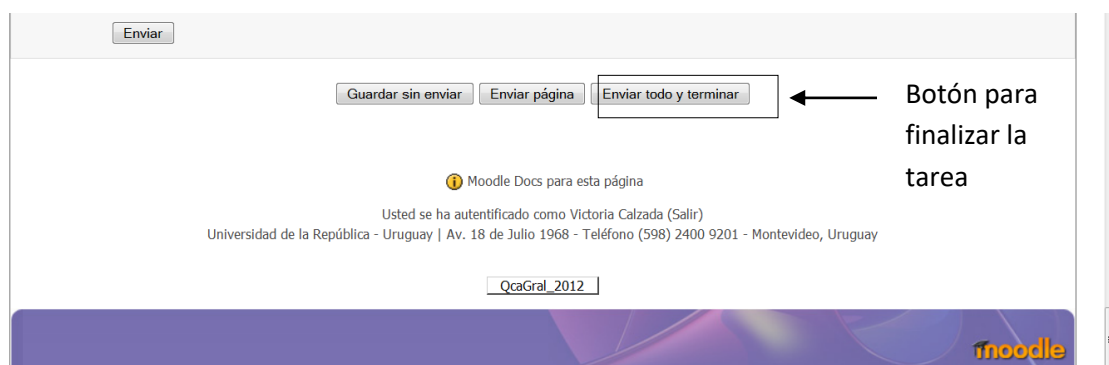 Enviar
Guardar sin enviar Enviar página Enviar todo y terminar
Botón para
finalizar la
tarea
Moodle Docs para esta página
Usted se ha autentificado como Victoria Calzada (Salir)
Universidad de la República - Uruguay | Av. 18 de Julio 1968 - Teléfono (598) 2400 9201 - Montevideo, Uruguay
QcaGral_2012
moodle